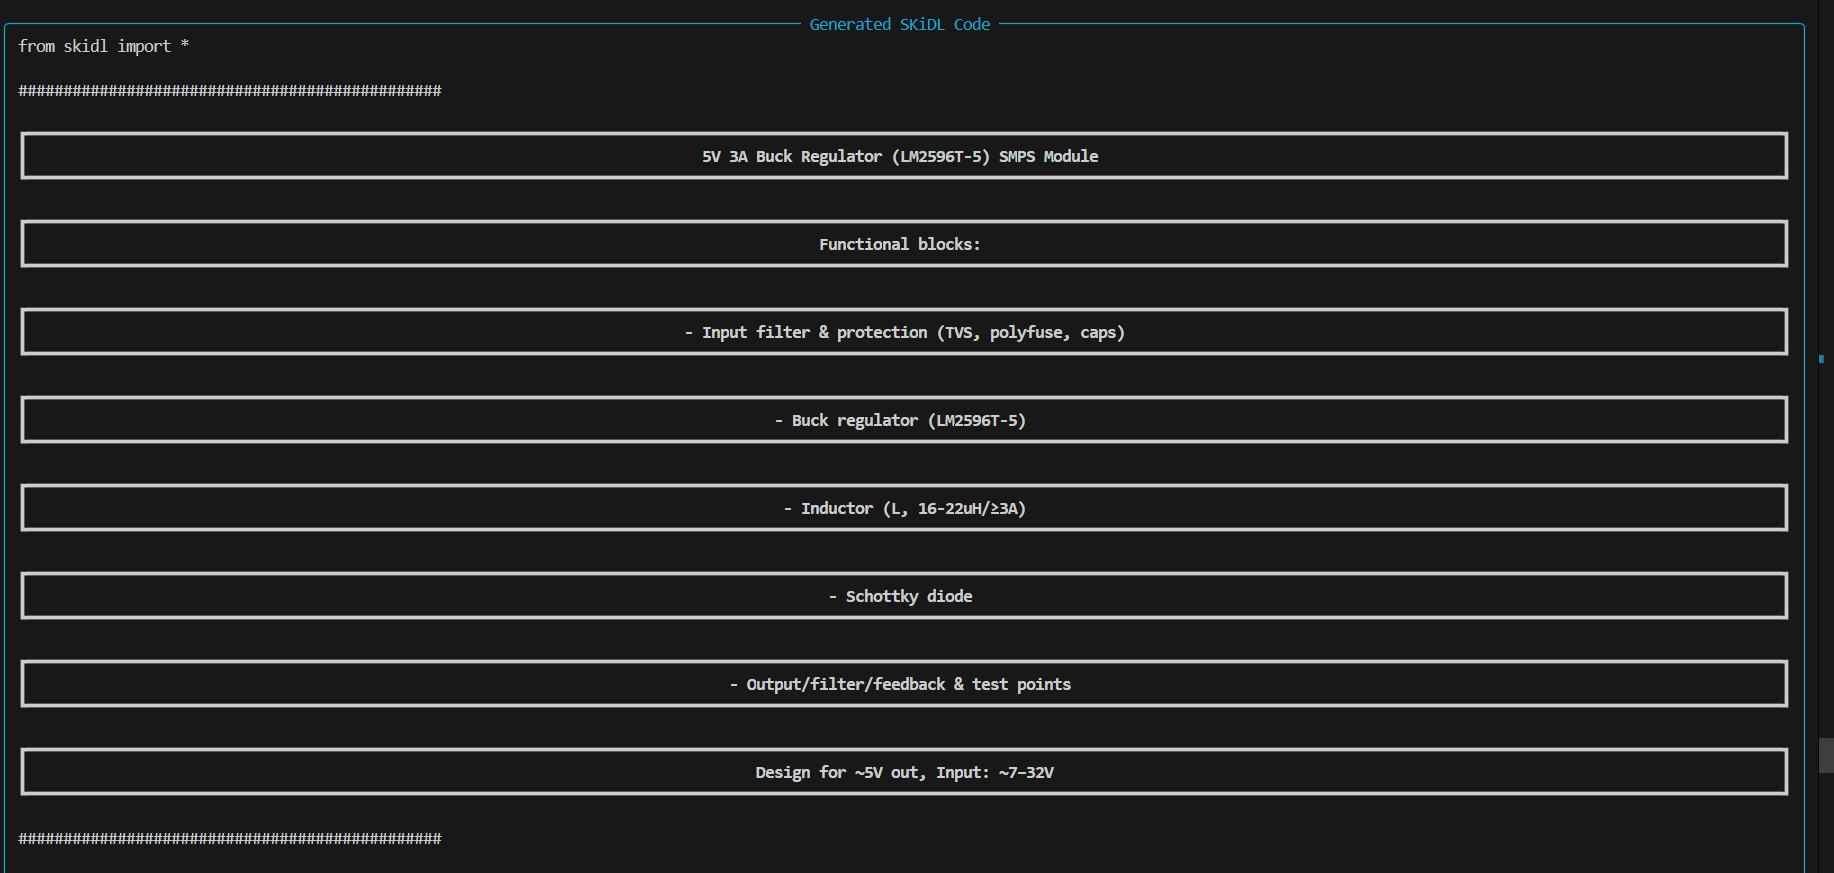 Generated SKiDL Code
from skidl import *
###############################################
5V 3A Buck Regulator (LM2596T-5) SMPS Module
Functional blocks:
- Input filter & protection (TVS, polyfuse, caps)
- Buck regulator (LM2596T-5)
- Inductor (L, 16-22uH/≥3A)
- Schottky diode
- Output/filter/feedback & test points
Design for ~5V out, Input: ~7–32V
###############################################